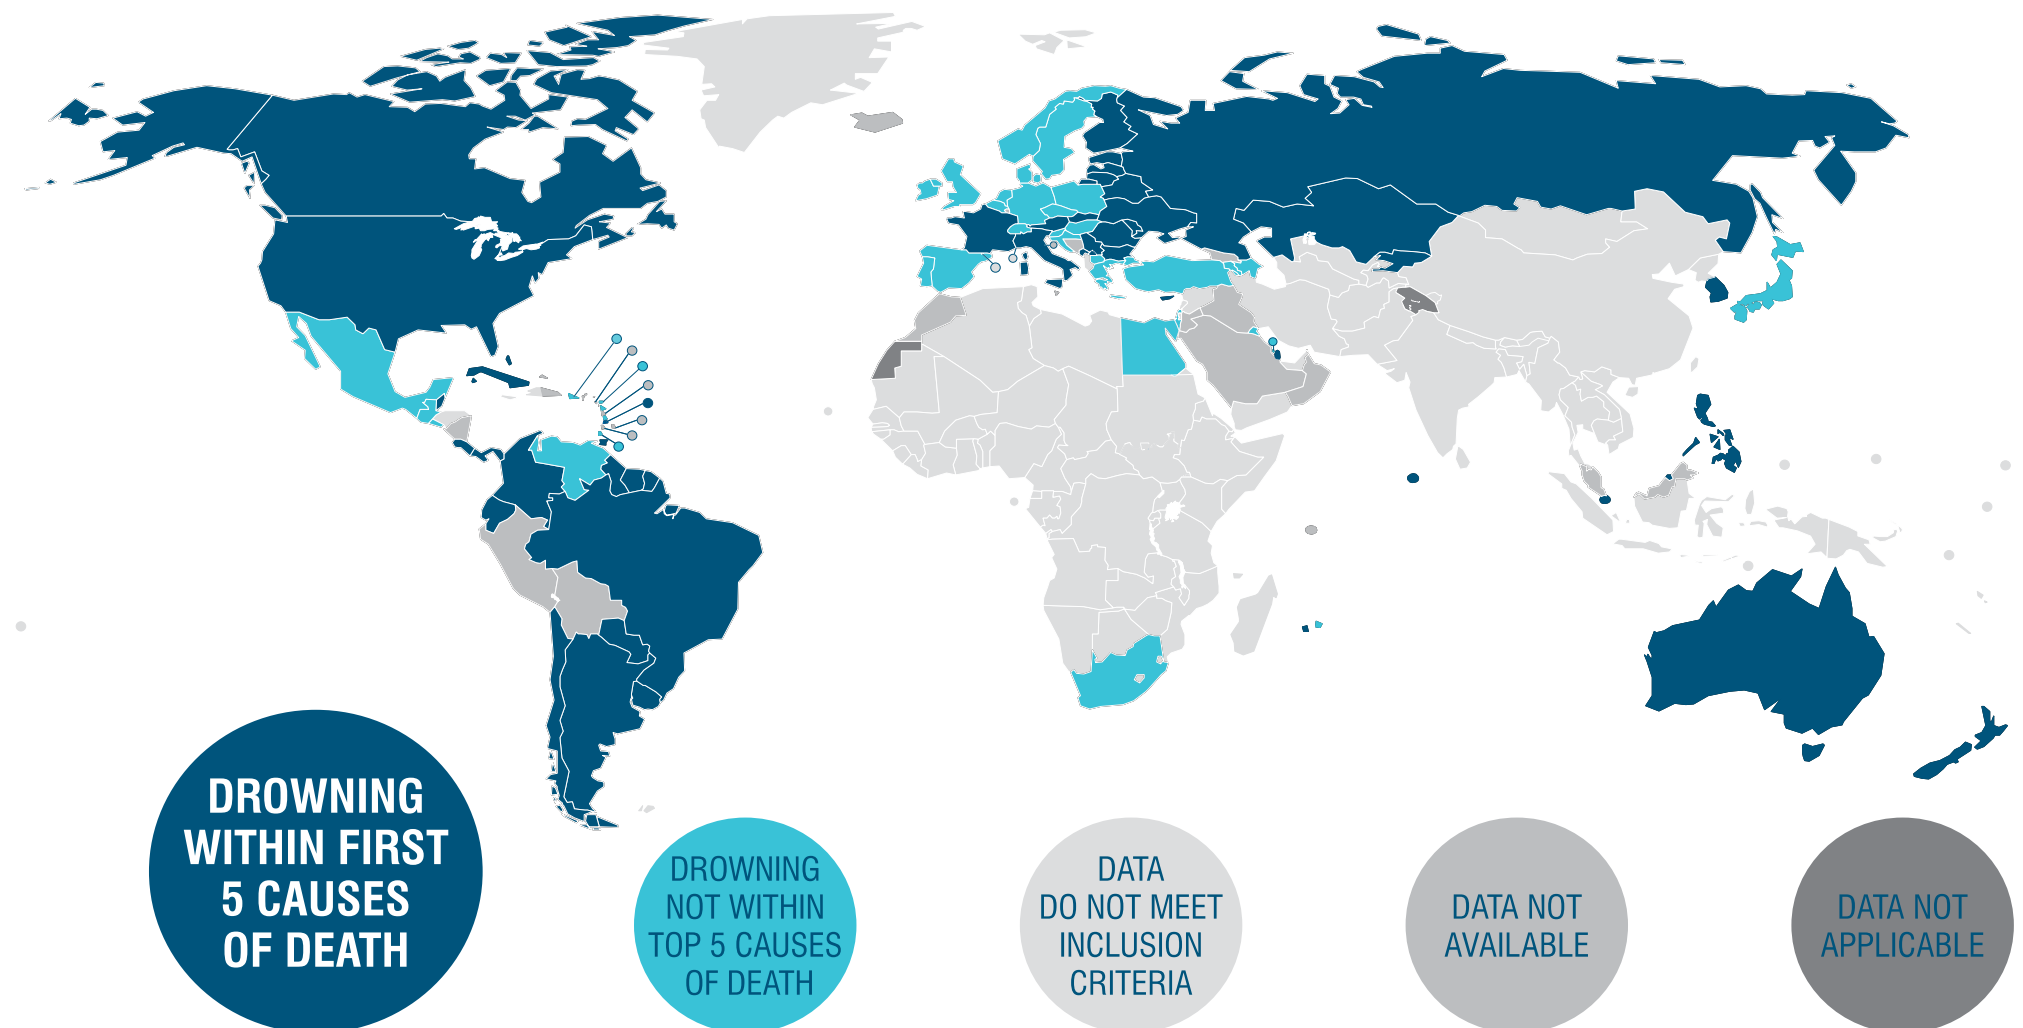 DROWNING
WITHIN FIRST
5 CAUSES
OF DEATH
DROWNING
NOT WITHIN
TOP 5 CAUSES
OF DEATH
DATA
DO NOT MEET
INCLUSION
CRITERIA
DATA NOT
AVAILABLE
DATA NOT
APPLICABLE